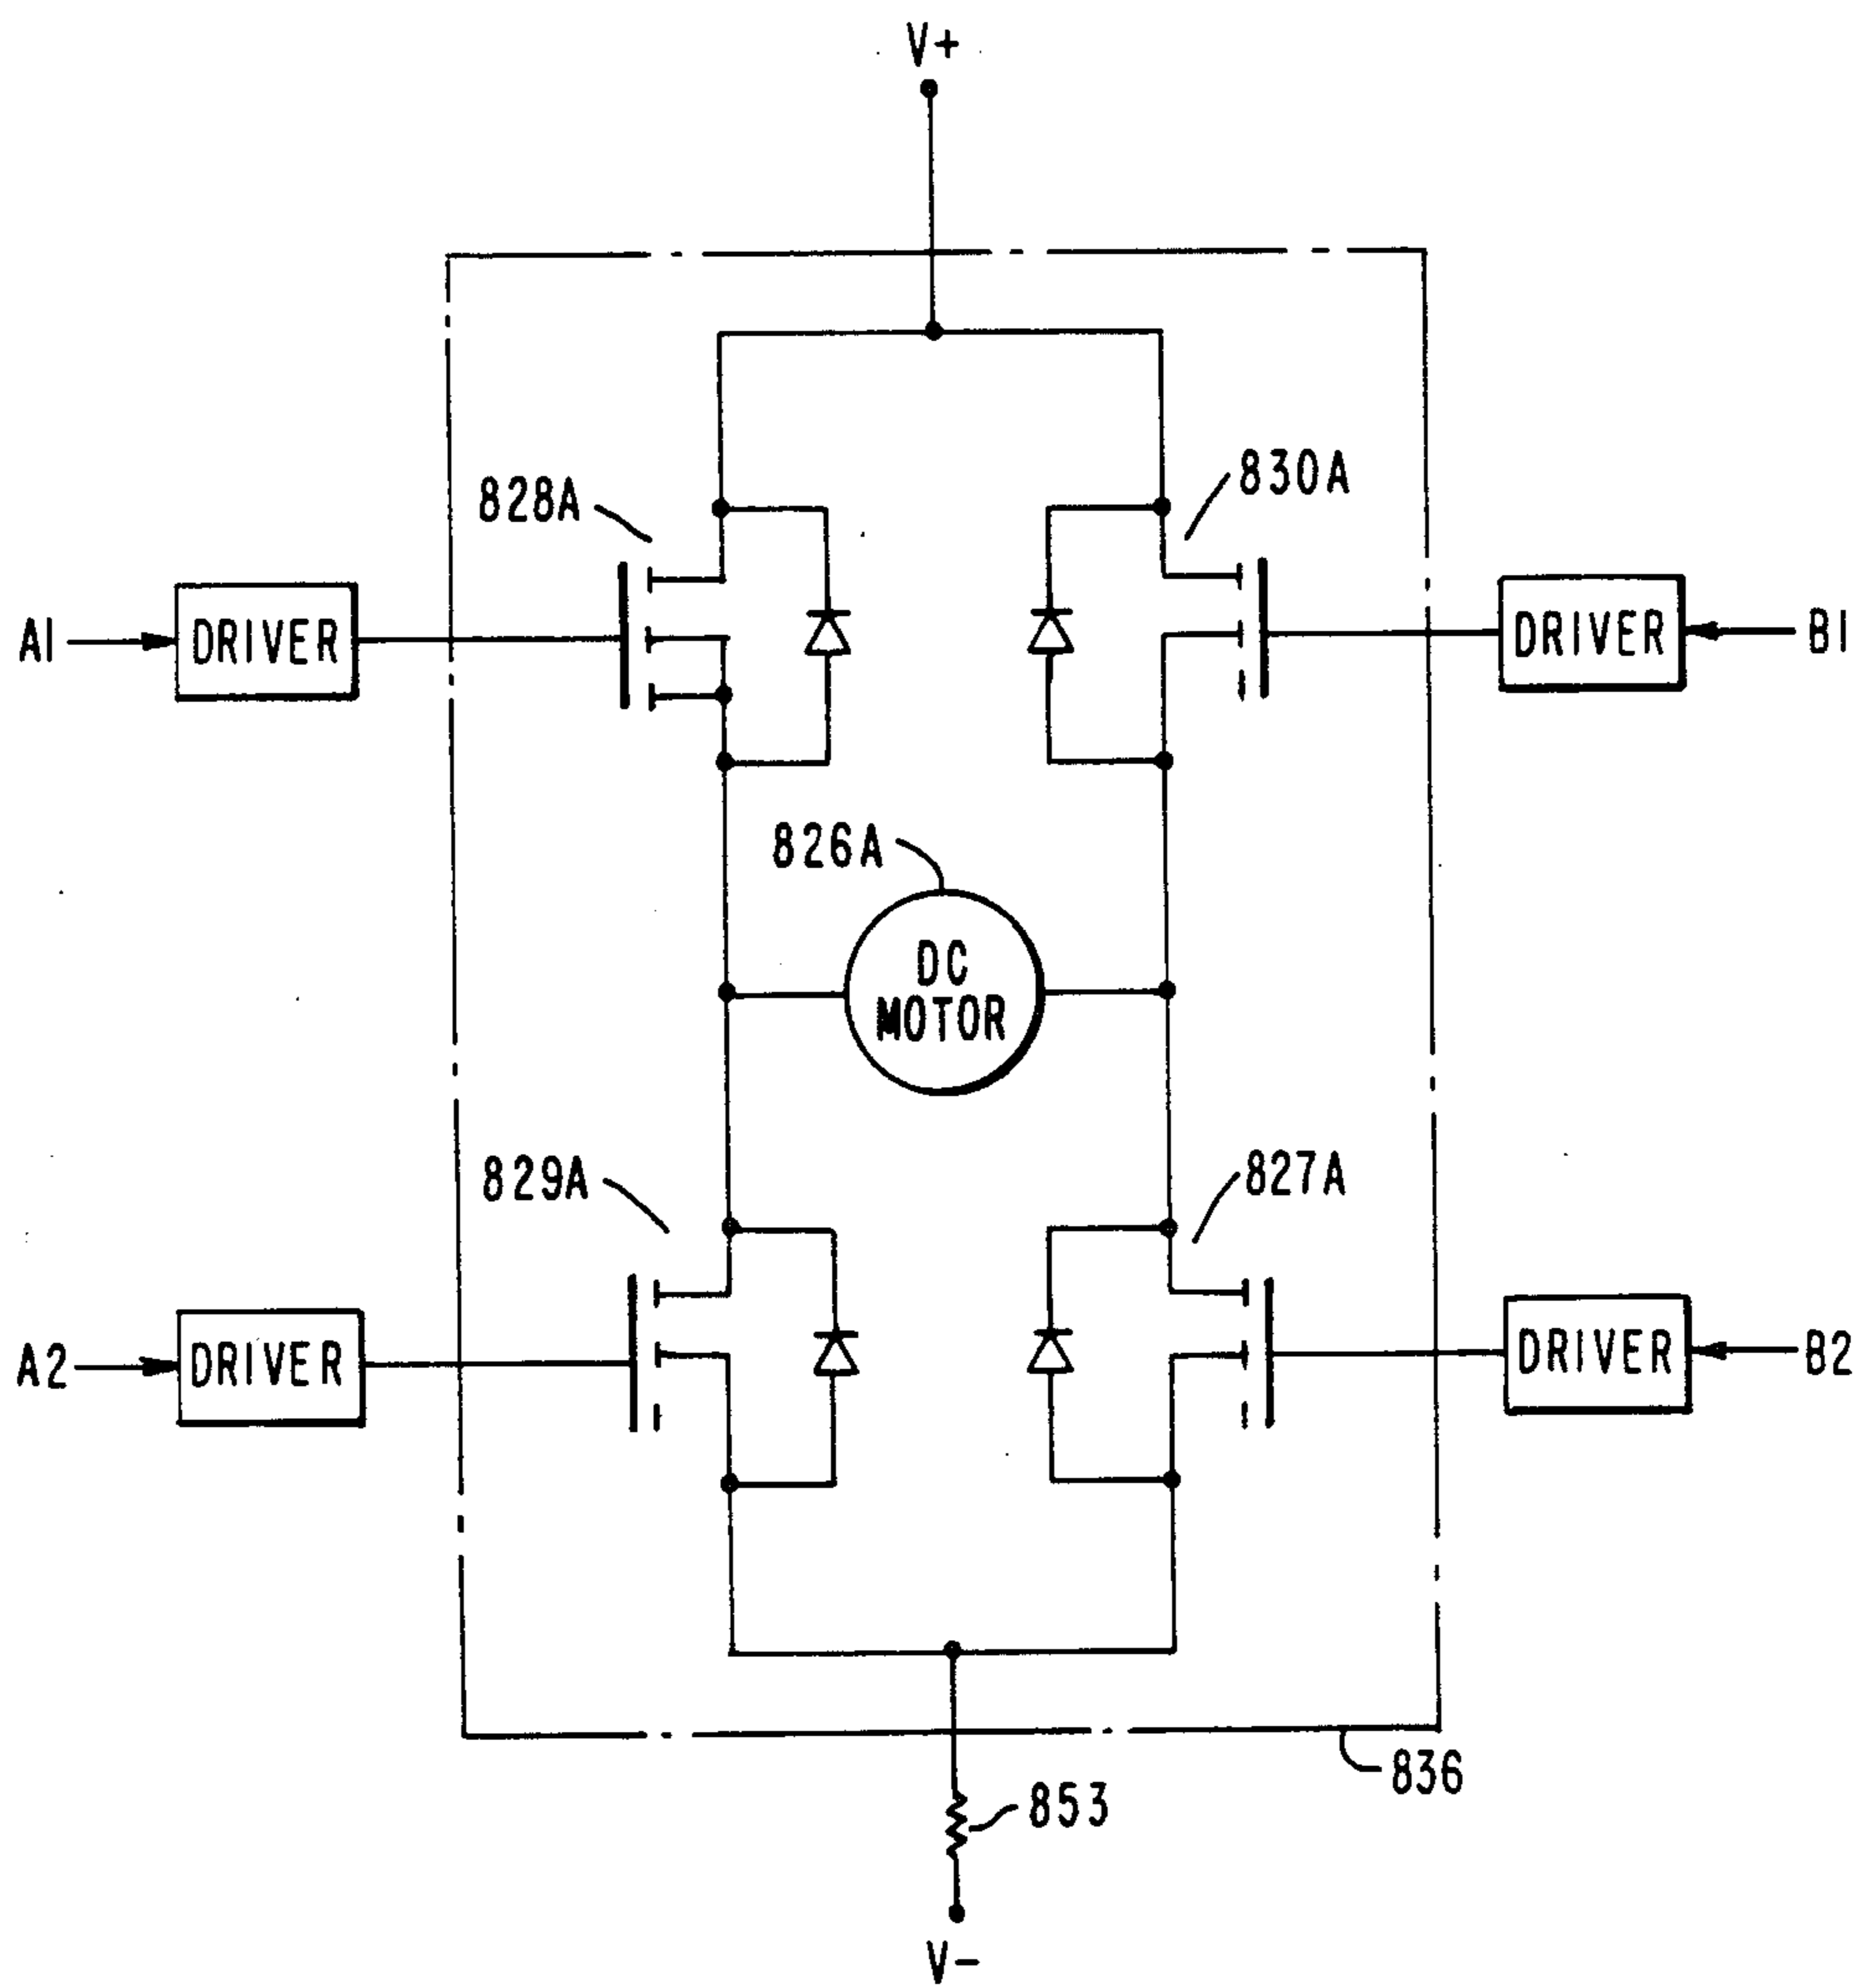 V+
828A
830A
A1
DRIVER
DRIVER
B1
826A
DC
MOTOR
829A
827A
A2
DRIVER
DRIVER
B2
836
853
V-